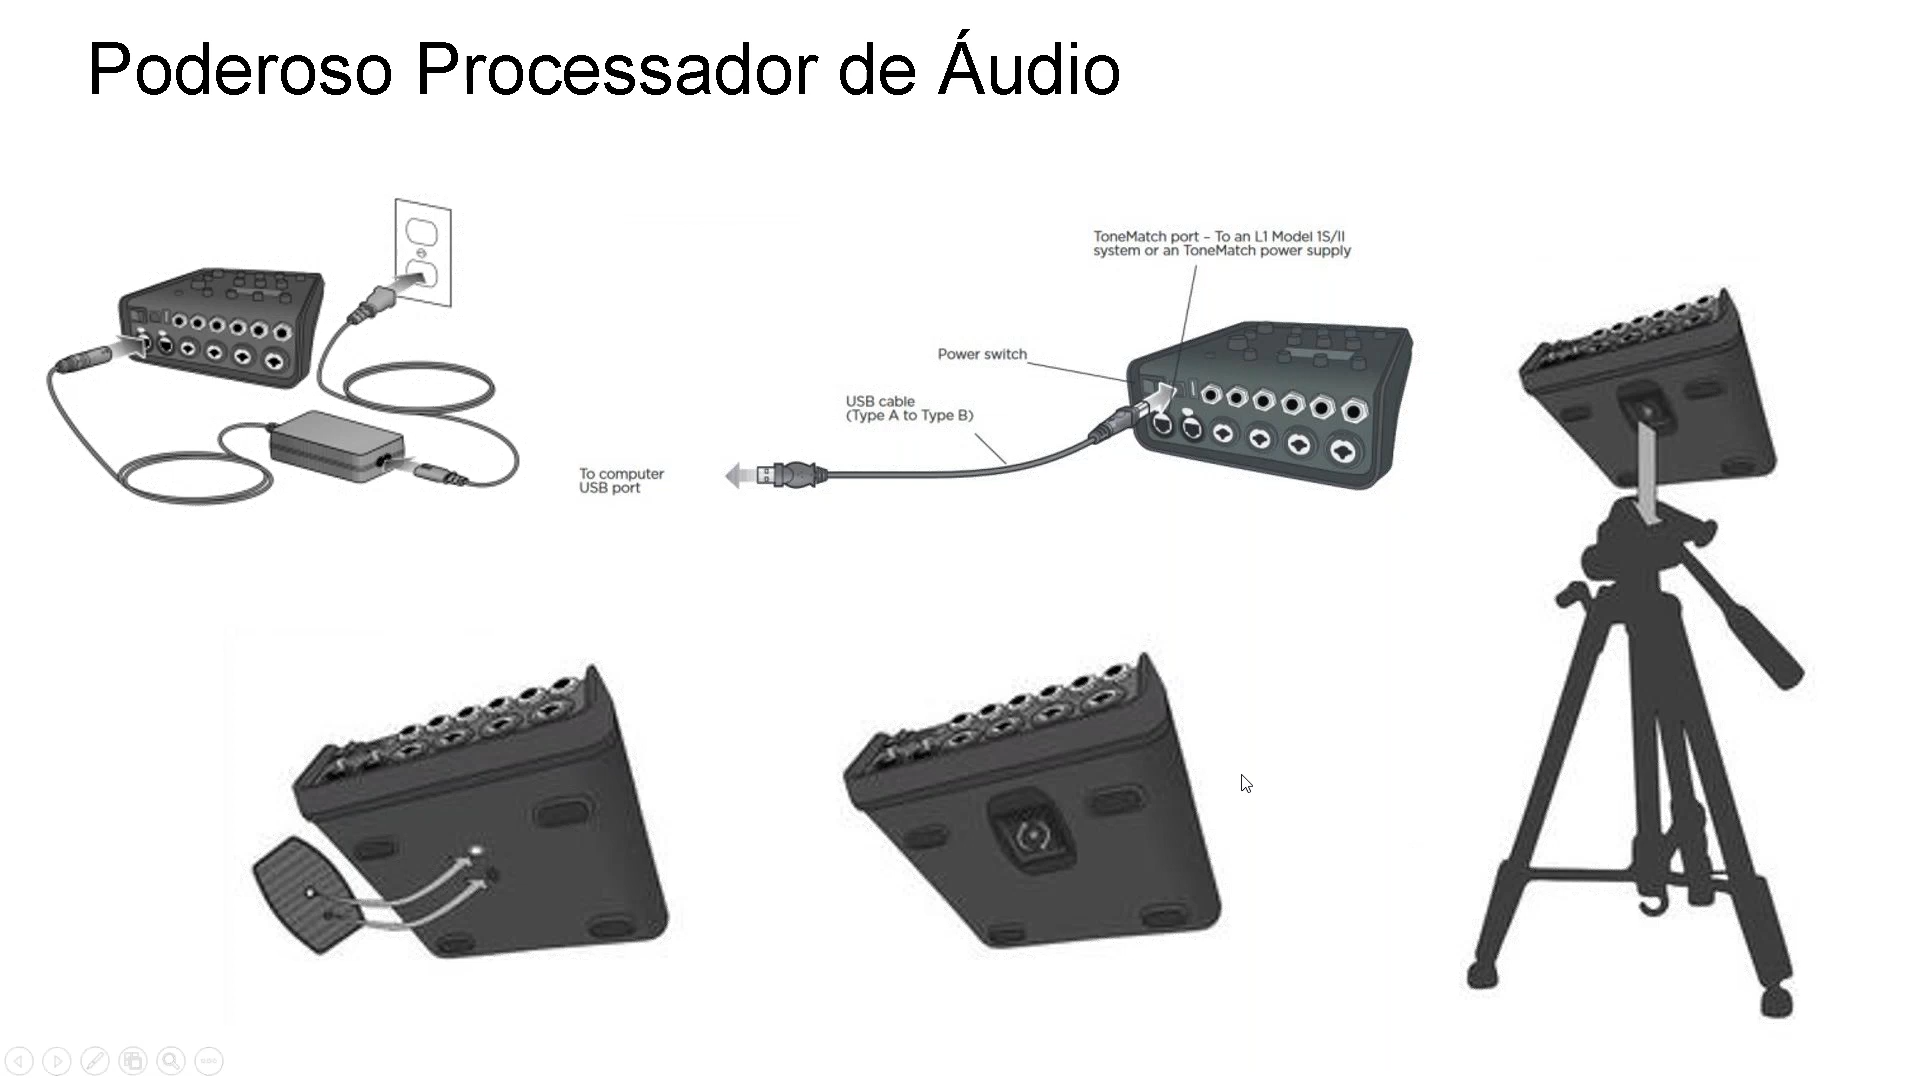 Poderoso Processador de Áudio
ToneMatch port – To an L1 Model 1S/II
system or an ToneMatch power supply
Power switch
USB cable
(Type A to Type B)
To computer
USB port